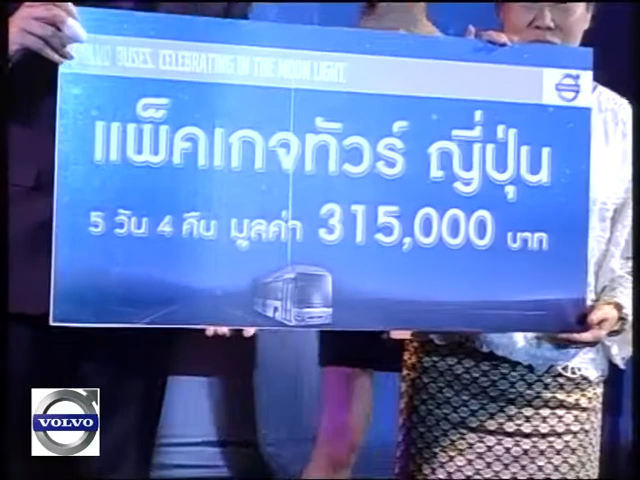 VOLVO BUSES. CELEBRATING IN THE MOON LIGHT.
แพ็คเกจทัวร์ ญี่ปุ่น
5 วัน 4 คืน มูลค่า 315,000 บาท
VOLVO